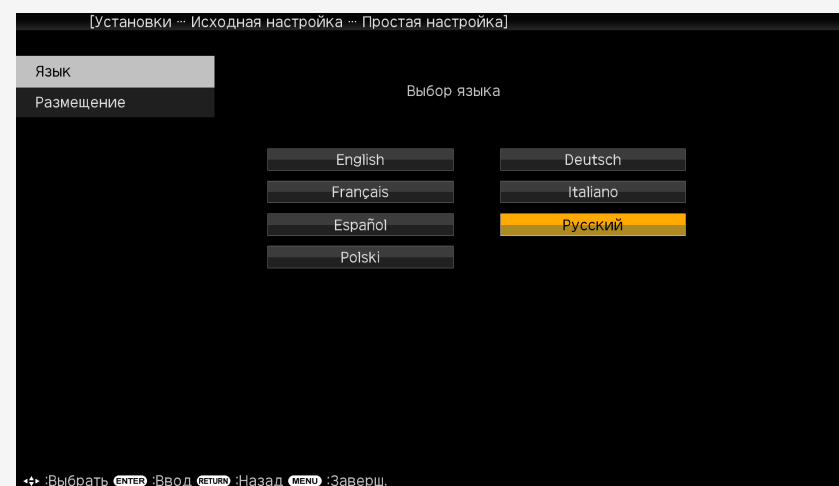 [Установки ··· Исходная настройка ··· Простая настройка]
Язык
Размещение
Выбор языка
English
Deutsch
Français
Italiano
Español
Русский
Polski
:Выбрать ENTER :Ввод RETURN :Назад MENU :Заверш.